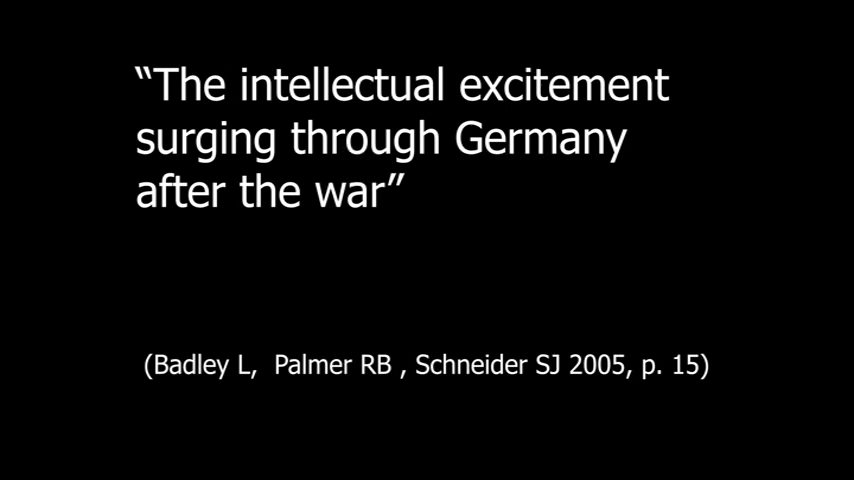 “The intellectual excitement
surging through Germany
after the war”
(Badley L,  Palmer RB , Schneider SJ 2005, p. 15)